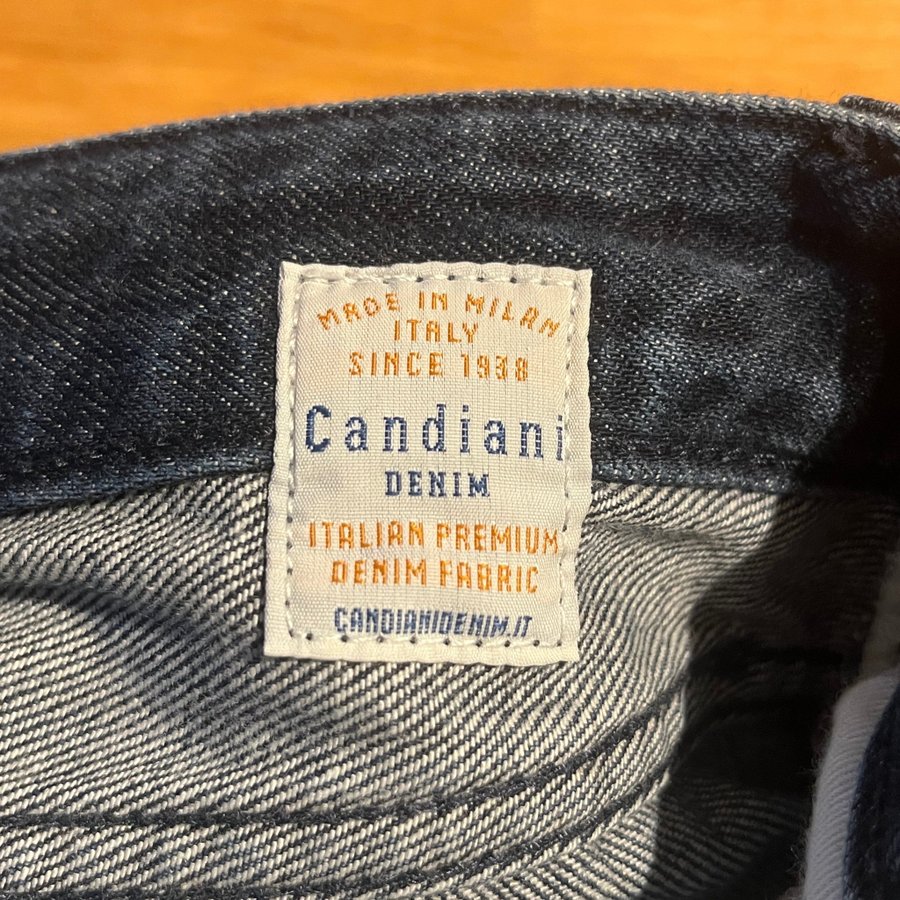 MADE IN MILAN
ITALY
SINCE 1938
Candiani
DENIM
ITALIAN PREMIUM
DENIM FABRIC
CANDIANIDENIM.IT